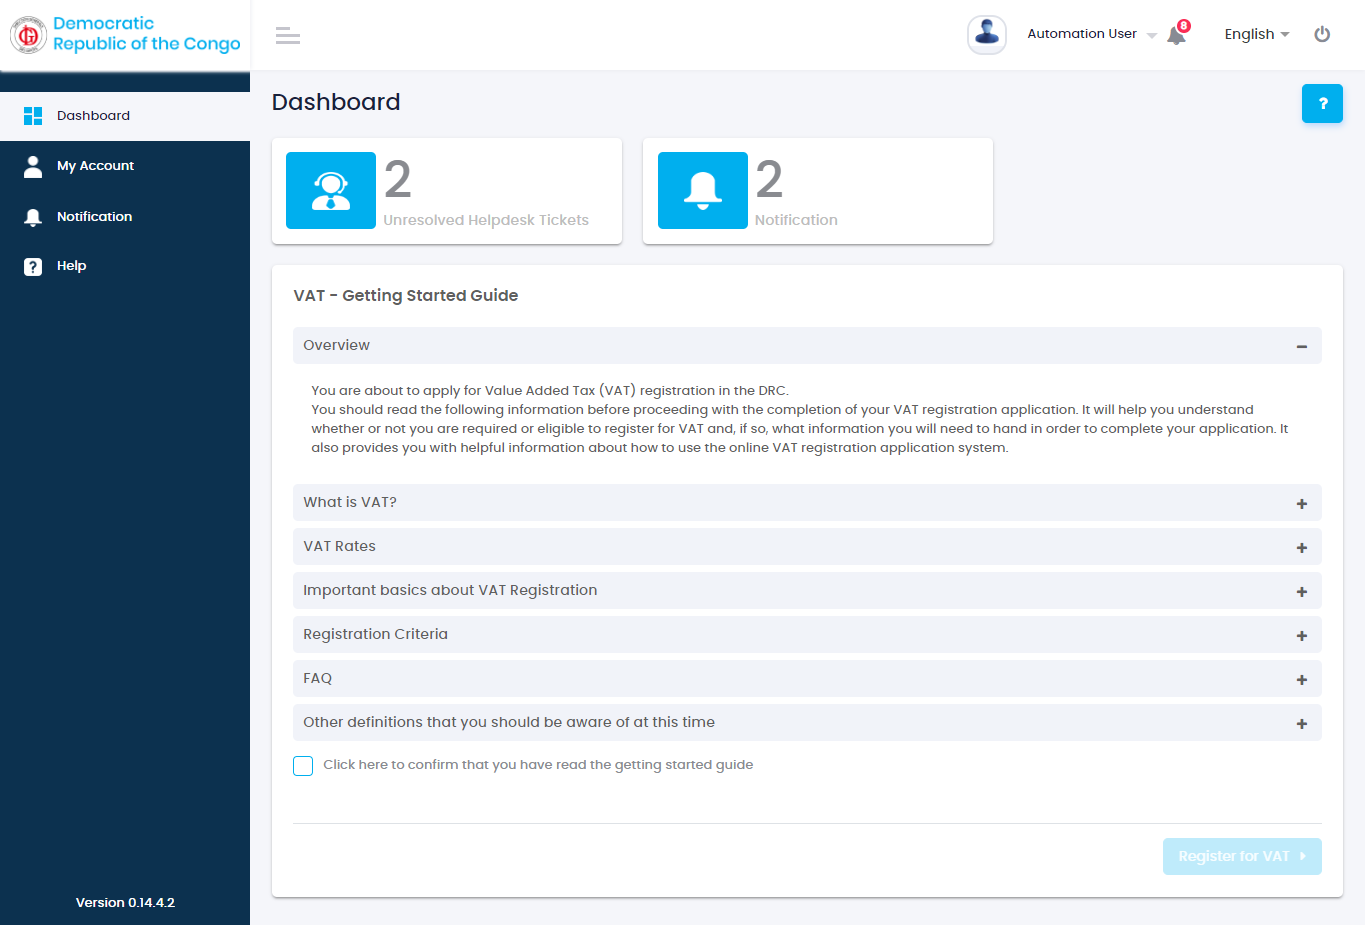 Democratic
Republic of the Congo
Automation User
8
English
Dashboard
My Account
Notification
Help
Version 0.14.4.2
Dashboard
?
2
Unresolved Helpdesk Tickets
2
Notification
VAT - Getting Started Guide
Overview
You are about to apply for Value Added Tax (VAT) registration in the DRC.
You should read the following information before proceeding with the completion of your VAT registration application. It will help you understand
whether or not you are required or eligible to register for VAT and, if so, what information you will need to hand in order to complete your application. It
also provides you with helpful information about how to use the online VAT registration application system.
What is VAT?
VAT Rates
Important basics about VAT Registration
Registration Criteria
FAQ
Other definitions that you should be aware of at this time
Click here to confirm that you have read the getting started guide
Register for VAT